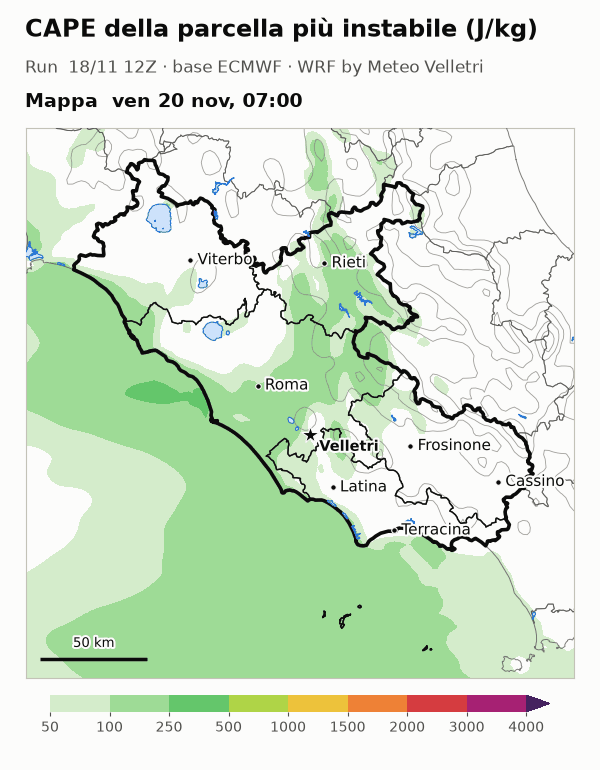 CAPE della parcella più instabile (J/kg)
Run  18/11 12Z · base ECMWF · WRF by Meteo Velletri
Mappa  ven 20 nov, 07:00
Viterbo
Rieti
Roma
Velletri
Frosinone
Cassino
Latina
Terracina
50 km
50 100 250 500 1000 1500 2000 3000 4000